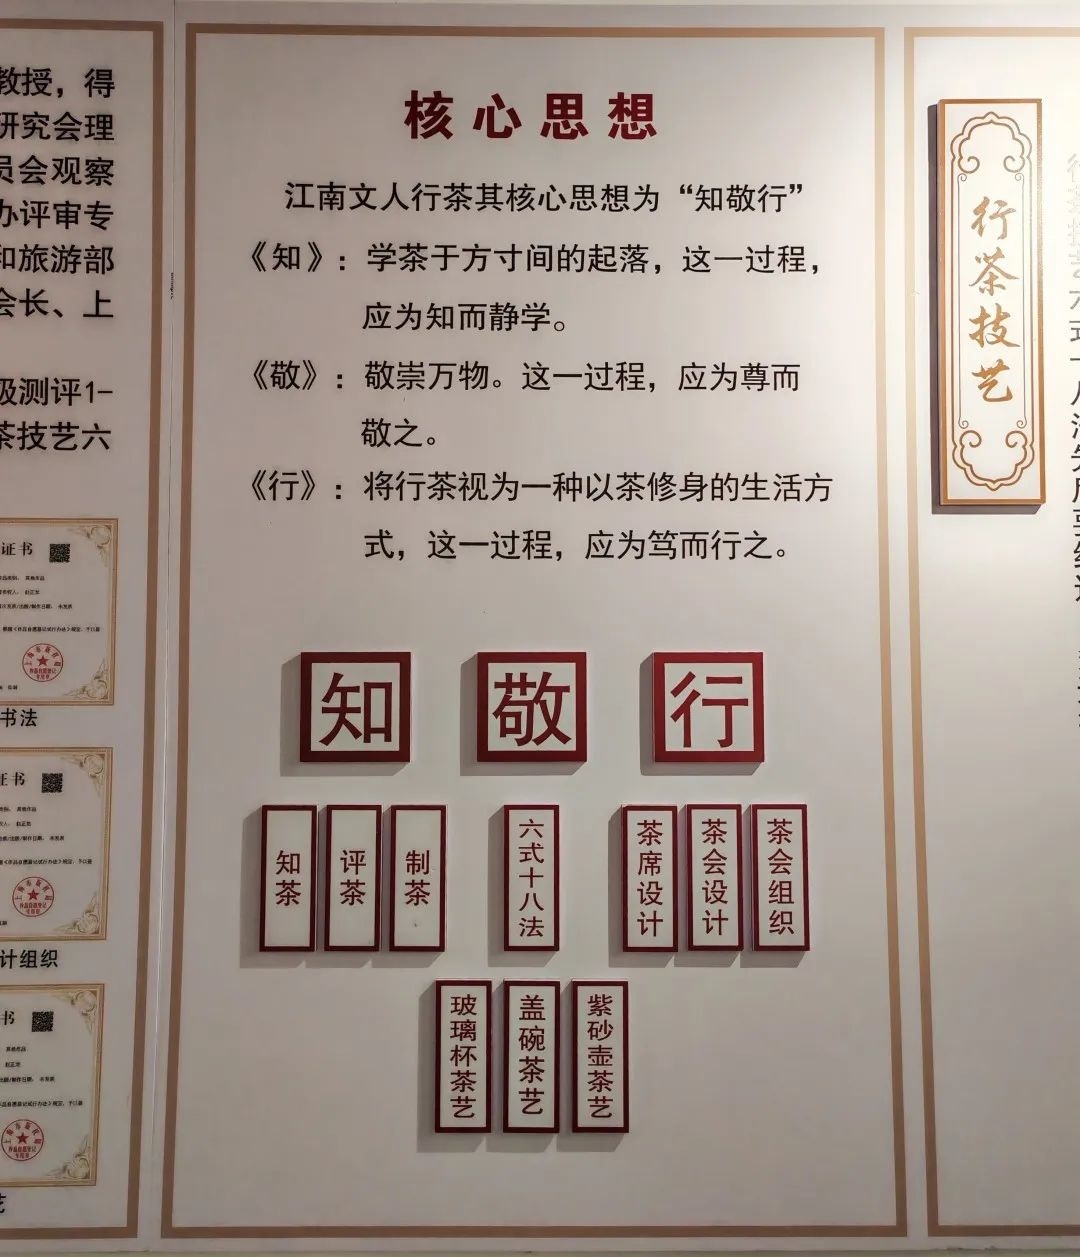 教授，得
研究会理
员会观察
办评审专
和旅游部
会长、上
级测评1-
茶技艺六
证书
书法
证书
计组织
书
核心思想
江南文人行茶其核心思想为“知敬行”
《知》：学茶于方寸间的起落，这一过程，
应为知而静学。
《敬》：敬崇万物。这一过程，应为尊而
敬之。
《行》：将行茶视为一种以茶修身的生活方
式，这一过程，应为笃而行之。
知
敬
行
知茶
评茶
制茶
六式十八法
茶席设计
茶会设计
茶会组织
玻璃杯茶艺
盖碗茶艺
紫砂壶茶艺
行茶技艺